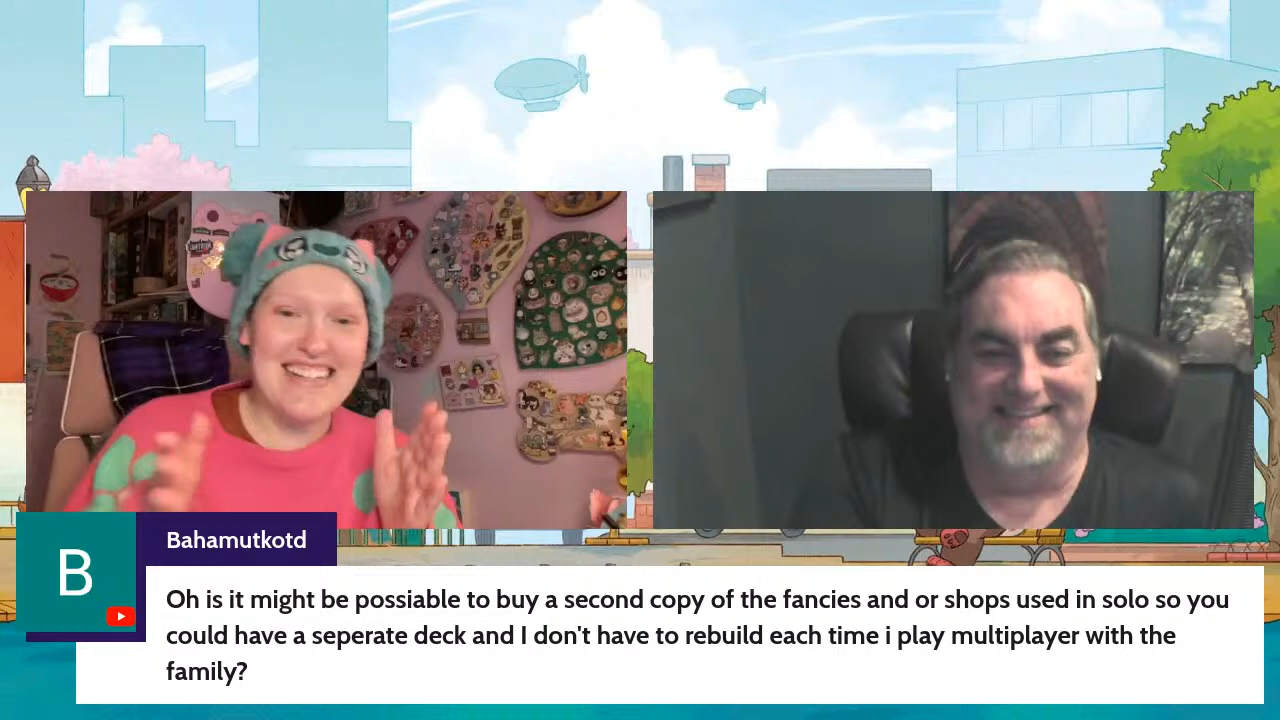 Bahamutkotd
B
Oh is it might be possiable to buy a second copy of the fancies and or shops used in solo so you
could have a seperate deck and I don't have to rebuild each time i play multiplayer with the
family?